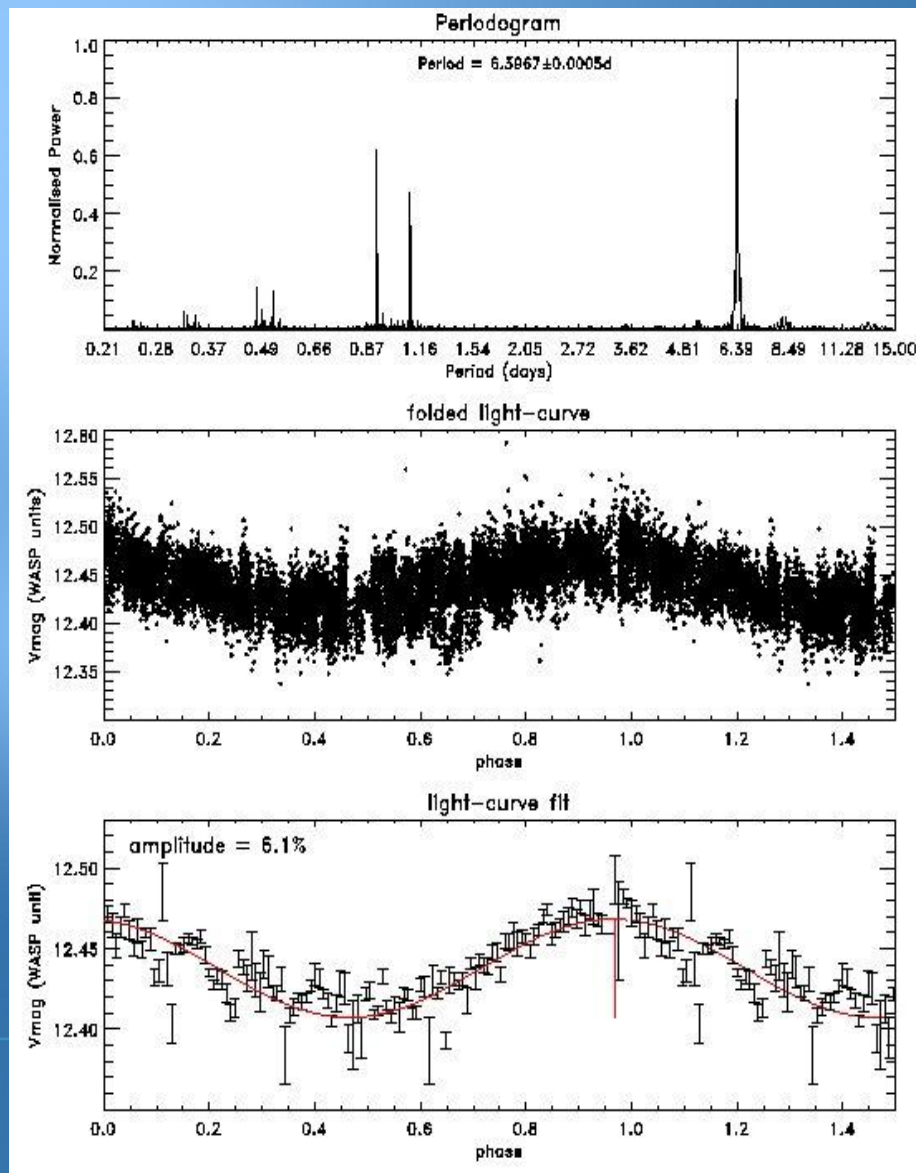 Periodogram
Period = 6.3967±0.0005d
Normalised Power
1.0
0.8
0.6
0.4
0.2
0.21 0.28 0.37 0.49 0.66 0.87 1.16 1.54 2.05 2.72 3.62 4.81 6.39 8.49 11.28 15.00
Period (days)
folded light-curve
Vmag (WASP units)
12.60
12.55
12.50
12.45
12.40
12.35
0.0 0.2 0.4 0.6 0.8 1.0 1.2 1.4
phase
light-curve fit
amplitude = 6.1%
Vmag (WASP unit)
12.50
12.45
12.40
0.0 0.2 0.4 0.6 0.8 1.0 1.2 1.4
phase